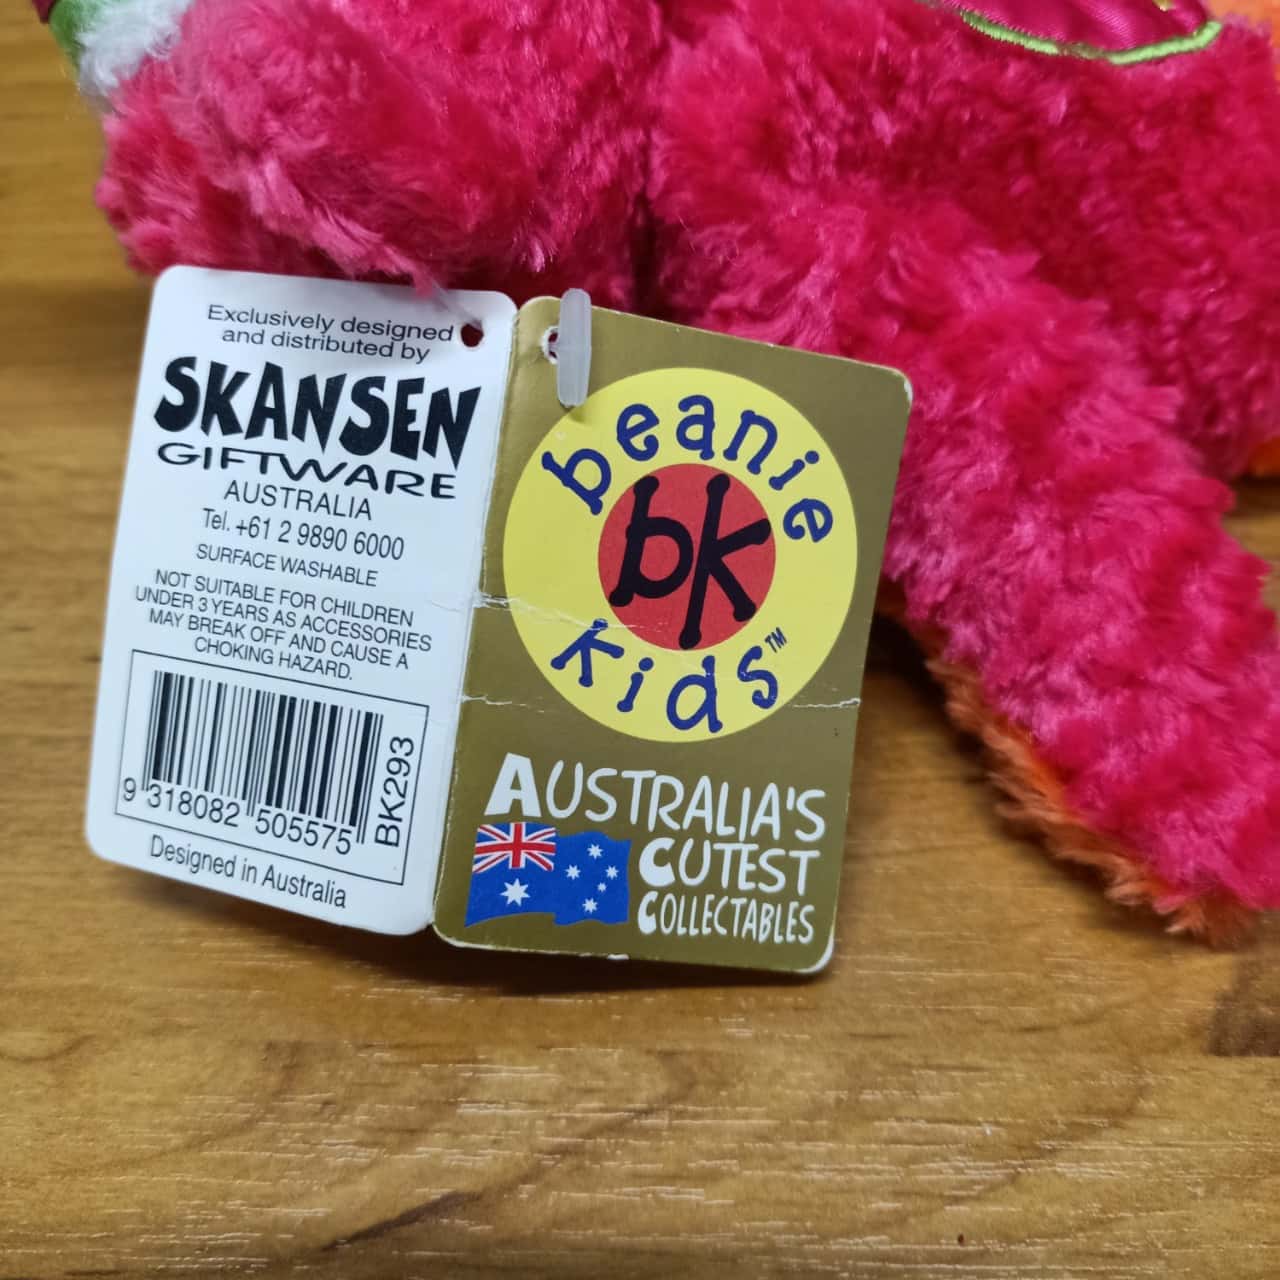 Exclusively designed
and distributed by
SKANSEN
GIFTWARE
AUSTRALIA
Tel. +61 2 9890 6000
SURFACE WASHABLE
NOT SUITABLE FOR CHILDREN
UNDER 3 YEARS AS ACCESSORIES
MAY BREAK OFF AND CAUSE A
CHOKING HAZARD.
9 318082 505575
BK293
Designed in Australia
beanie
bk
kids™
AUSTRALIA'S
CUTEST
COLLECTABLES